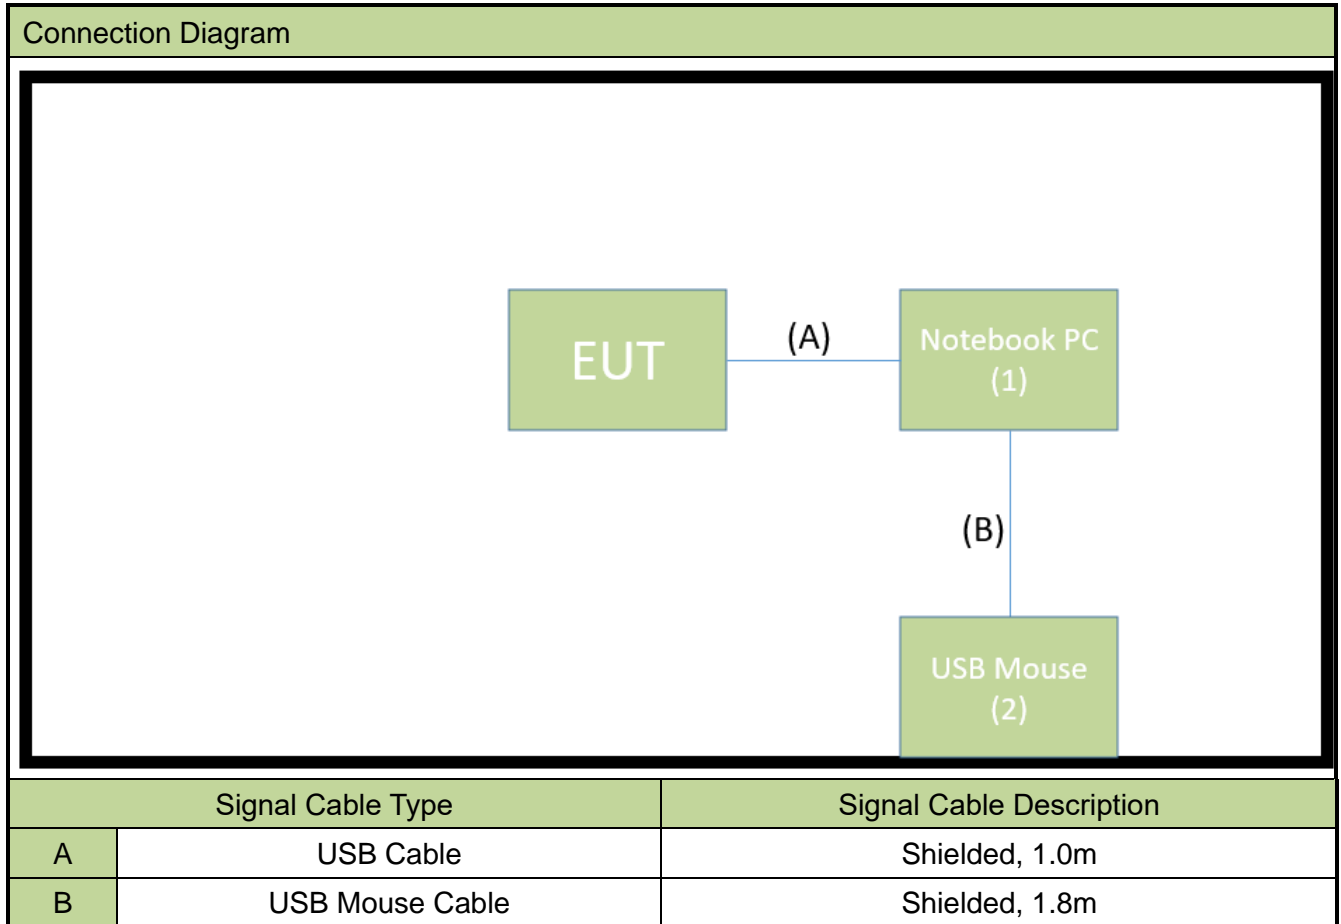 Connection Diagram
EUT
(A)
Notebook PC
(1)
(B)
USB Mouse
(2)
Signal Cable Type Signal Cable Description
A USB Cable Shielded, 1.0m
B USB Mouse Cable Shielded, 1.8m